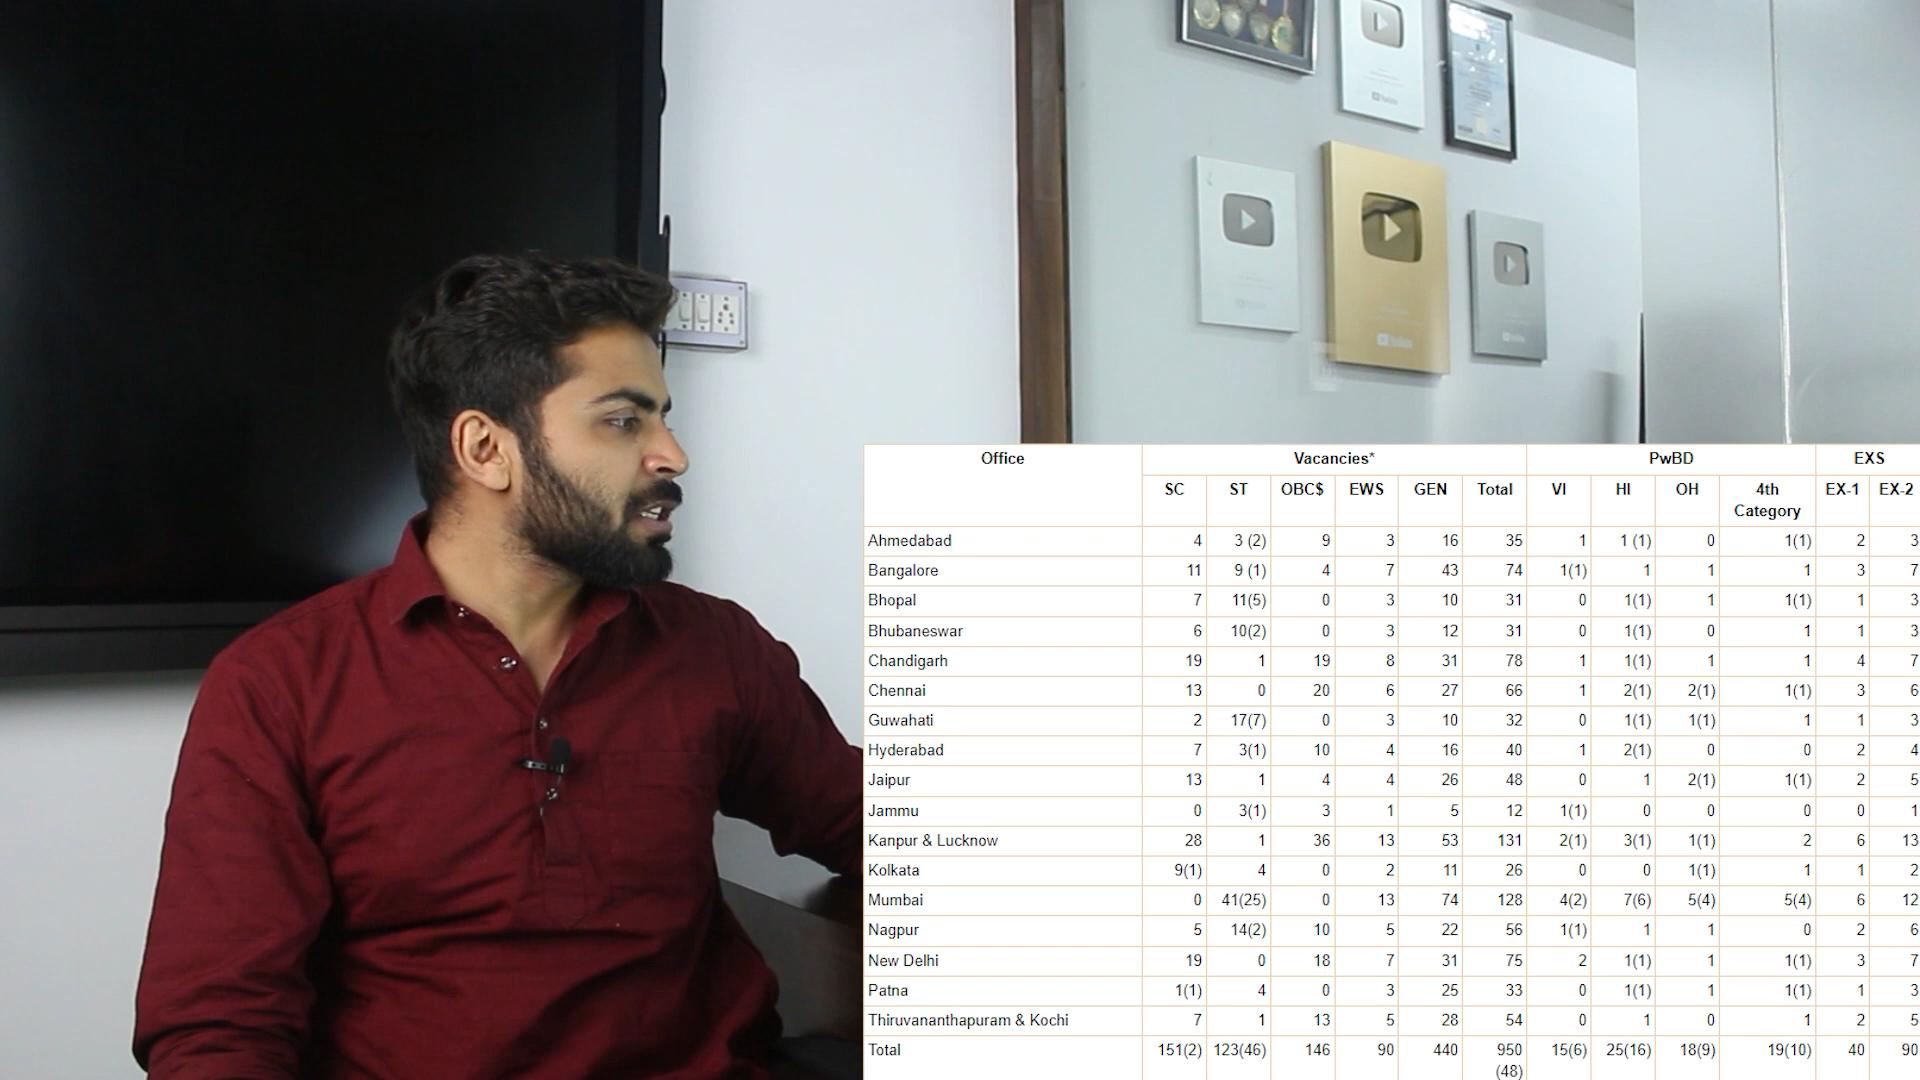 Office Vacancies* PwBD EXS
SC ST OBC$ EWS GEN Total VI HI OH 4th Category EX-1 EX-2
Ahmedabad 4 3 (2) 9 3 16 35 1 1 (1) 0 1(1) 2 3
Bangalore 11 9 (1) 4 7 43 74 1(1) 1 1 1 3 7
Bhopal 7 11(5) 0 3 10 31 0 1(1) 1 1(1) 1 3
Bhubaneswar 6 10(2) 0 3 12 31 0 1(1) 0 1 1 3
Chandigarh 19 1 19 8 31 78 1 1(1) 1 1 4 7
Chennai 13 0 20 6 27 66 1 2(1) 2(1) 1(1) 3 6
Guwahati 2 17(7) 0 3 10 32 0 1(1) 1(1) 1 1 3
Hyderabad 7 3(1) 10 4 16 40 1 2(1) 0 0 2 4
Jaipur 13 1 4 4 26 48 0 1 2(1) 1(1) 2 5
Jammu 0 3(1) 3 1 5 12 1(1) 0 0 0 0 1
Kanpur & Lucknow 28 1 36 13 53 131 2(1) 3(1) 1(1) 2 6 13
Kolkata 9(1) 4 0 2 11 26 0 0 1(1) 1 1 2
Mumbai 0 41(25) 0 13 74 128 4(2) 7(6) 5(4) 5(4) 6 12
Nagpur 5 14(2) 10 5 22 56 1(1) 1 1 0 2 6
New Delhi 19 0 18 7 31 75 2 1(1) 1 1(1) 3 7
Patna 1(1) 4 0 3 25 33 0 1(1) 1 1(1) 1 3
Thiruvananthapuram & Kochi 7 1 13 5 28 54 0 1 0 1 2 5
Total 151(2) 123(46) 146 90 440 950 (48) 15(6) 25(16) 18(9) 19(10) 40 90